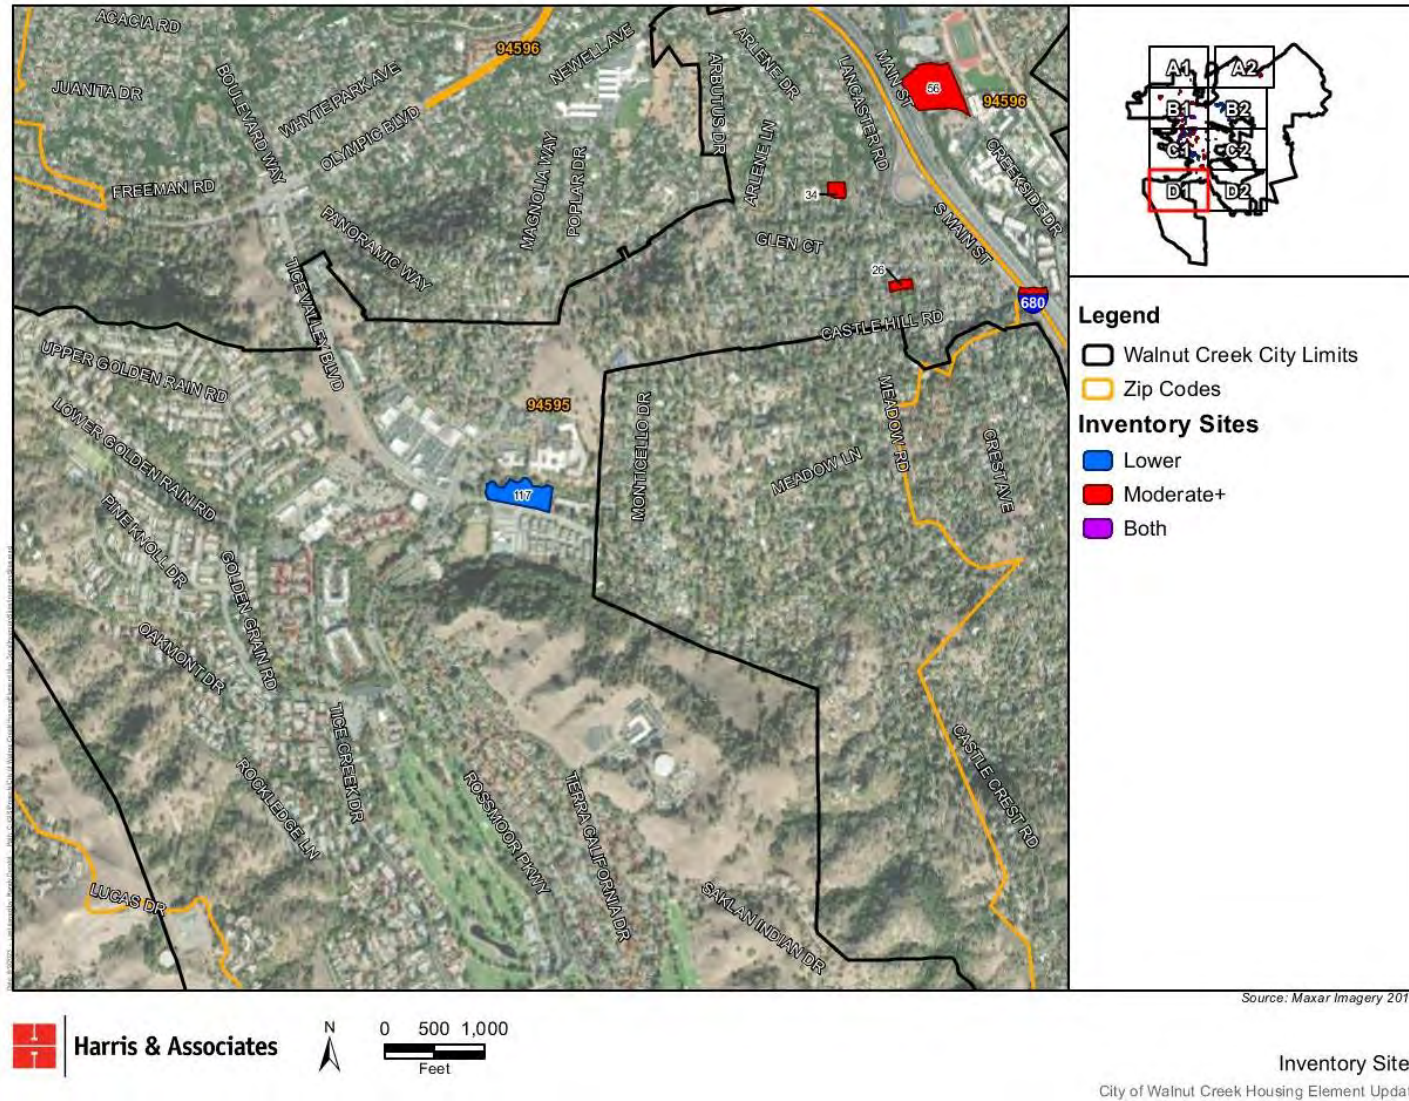 ACACIA RD
94596
NEWELL AVE
ARLENE DR
MAIN ST
56
94596
JUANITA DR
BOULEVARD WAY
WHYTE PARK AVE
ARBUTUS DR
LANCASTER RD
OLYMPIC BLVD
CREEKSIDE DR
FREEMAN RD
MAGNOLIA WAY
POPLAR DR
ARLENE LN
34
PANORAMIC WAY
GLEN CT
S MAIN ST
26
680
TICE VALLEY BLVD
CASTLE HILL RD
UPPER GOLDEN RAIN RD
94595
MONTICELLO DR
MEADOW RD
CREST AVE
LOWER GOLDEN RAIN RD
MEADOW LN
117
PINE KNOLL DR
GOLDEN GRAIN RD
OAKMONT DR
TICE CREEK DR
CASTLE CREST RD
ROCKLEDGE LN
ROSSMOOR PKWY
TERRA CALIFORNIA DR
LUCAS DR
SAKLAN INDIAN DR
A1
A2
B1
B2
C1
C2
D1
D2
Legend
Walnut Creek City Limits
Zip Codes
Inventory Sites
Lower
Moderate+
Both
Source: Maxar Imagery 201
Harris & Associates
N
0 500 1,000
Feet
Inventory Site
City of Walnut Creek Housing Element Updat